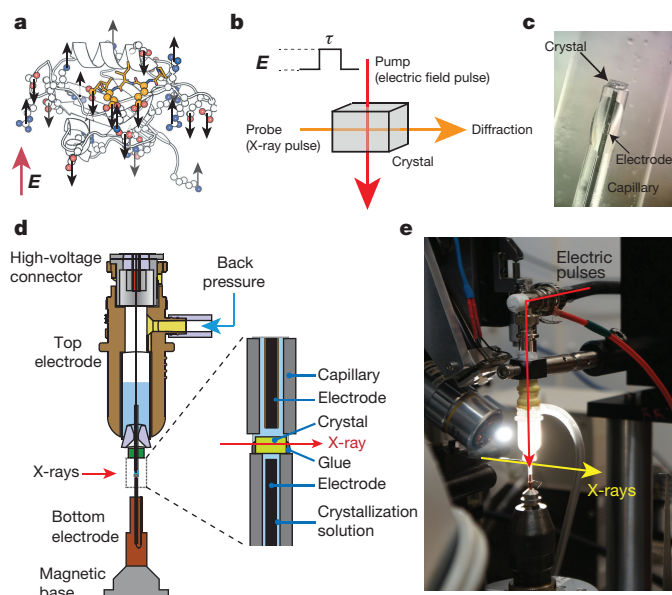 a
E
b
E
τ
Pump
(electric field pulse)
Probe
(X-ray pulse)
Diffraction
Crystal
c
Crystal
Electrode
Capillary
d
High-voltage
connector
Back
pressure
Top
electrode
X-rays
Bottom
electrode
Magnetic
base
Capillary
Electrode
Crystal
X-ray
Glue
Electrode
Crystallization
solution
e
Electric
pulses
X-rays